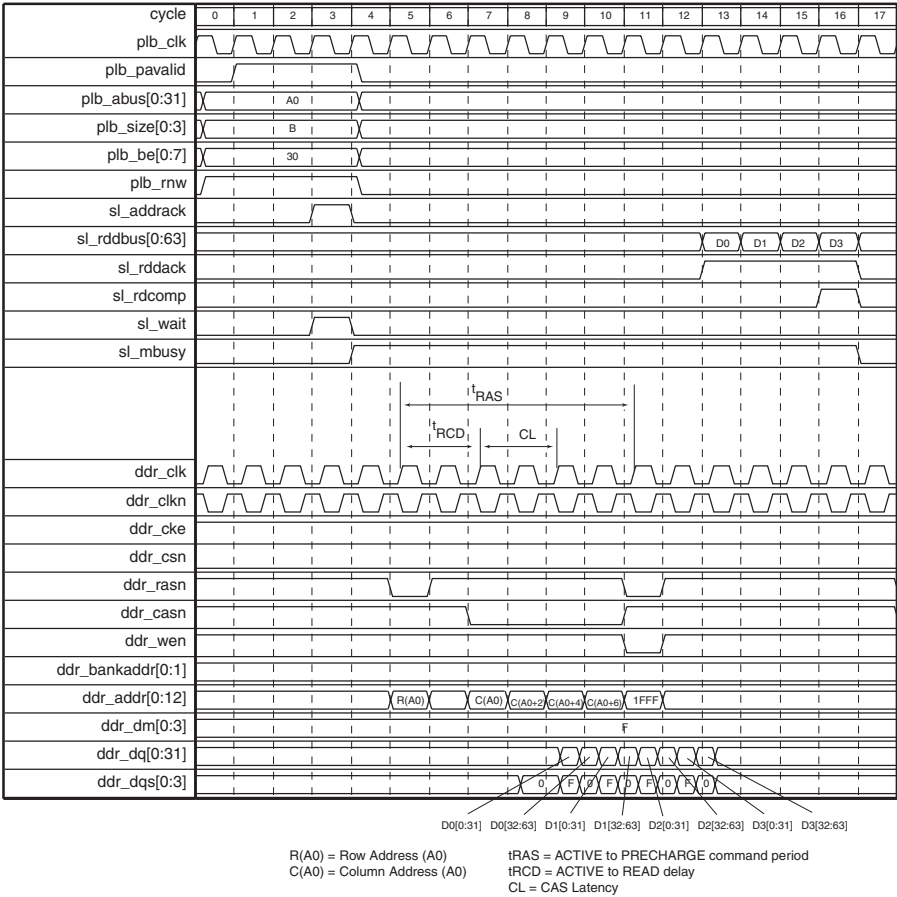 cycle 0 1 2 3 4 5 6 7 8 9 10 11 12 13 14 15 16 17
plb_clk
plb_pavalid
plb_abus[0:31] A0
plb_size[0:3] B
plb_be[0:7] 30
plb_rnw
sl_addrack
sl_rddbus[0:63] D0 D1 D2 D3
sl_rddack
sl_rdcomp
sl_wait
sl_mbusy
tRAS
tRCD CL
ddr_clk
ddr_clkn
ddr_cke
ddr_csn
ddr_rasn
ddr_casn
ddr_wen
ddr_bankaddr[0:1]
ddr_addr[0:12] R(A0) C(A0) C(A0+2) C(A0+4) C(A0+6) 1FFF
ddr_dm[0:3] F
ddr_dq[0:31]
ddr_dqs[0:3] 0 F 0 F 0 F 0 F 0
D0[0:31] D0[32:63] D1[0:31] D1[32:63] D2[0:31] D2[32:63] D3[0:31] D3[32:63]
R(A0) = Row Address (A0) tRAS = ACTIVE to PRECHARGE command period
C(A0) = Column Address (A0) tRCD = ACTIVE to READ delay
CL = CAS Latency